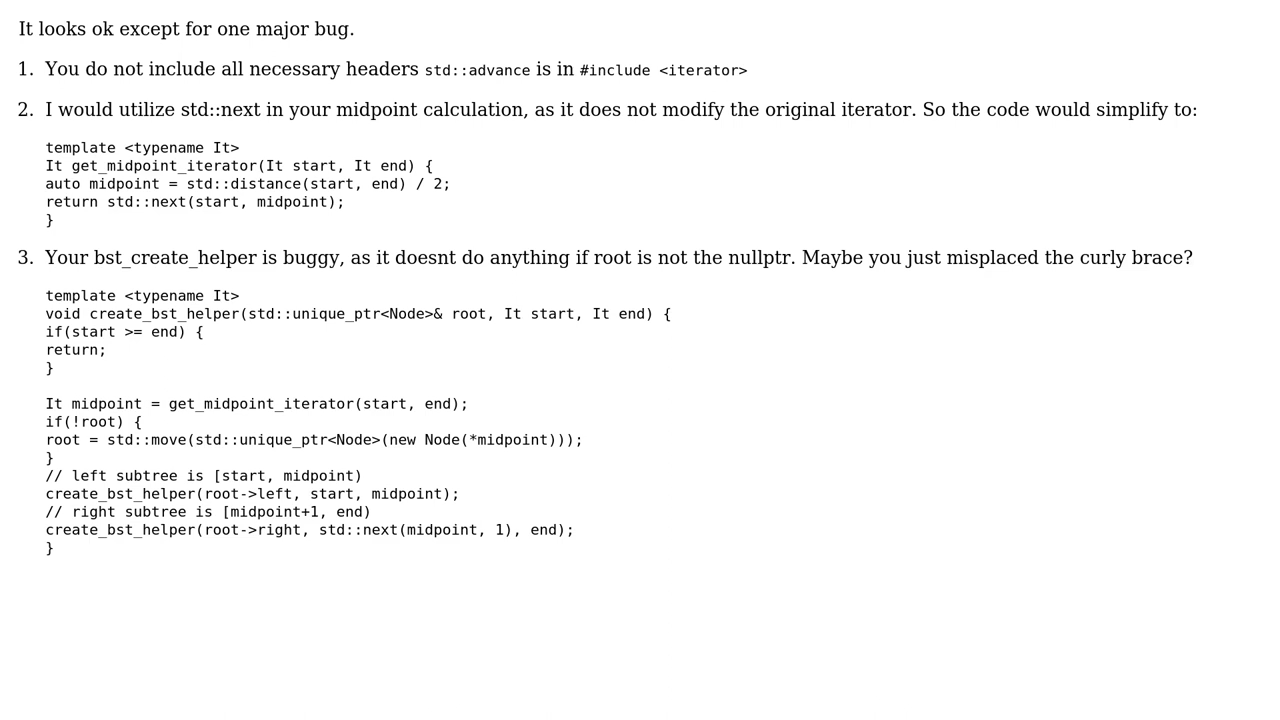 It looks ok except for one major bug.
1. You do not include all necessary headers std::advance is in #include <iterator>
2. I would utilize std::next in your midpoint calculation, as it does not modify the original iterator. So the code would simplify to:
template <typename It>
It get_midpoint_iterator(It start, It end) {
auto midpoint = std::distance(start, end) / 2;
return std::next(start, midpoint);
}
3. Your bst_create_helper is buggy, as it doesnt do anything if root is not the nullptr. Maybe you just misplaced the curly brace?
template <typename It>
void create_bst_helper(std::unique_ptr<Node>& root, It start, It end) {
if(start >= end) {
return;
}
It midpoint = get_midpoint_iterator(start, end);
if(!root) {
root = std::move(std::unique_ptr<Node>(new Node(*midpoint)));
}
// left subtree is [start, midpoint)
create_bst_helper(root->left, start, midpoint);
// right subtree is [midpoint+1, end)
create_bst_helper(root->right, std::next(midpoint, 1), end);
}